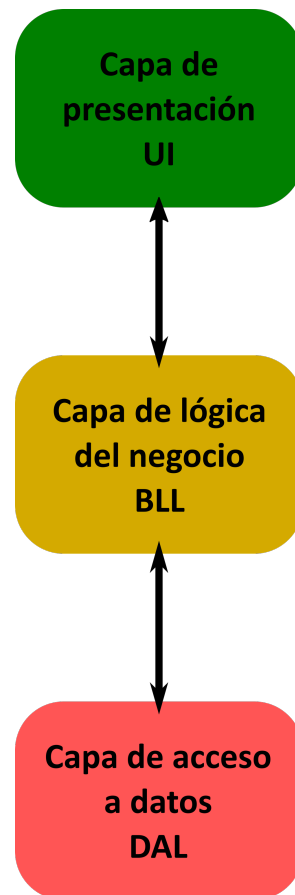 Capa de
presentación
UI
Capa de lógica
del negocio
BLL
Capa de acceso
a datos
DAL